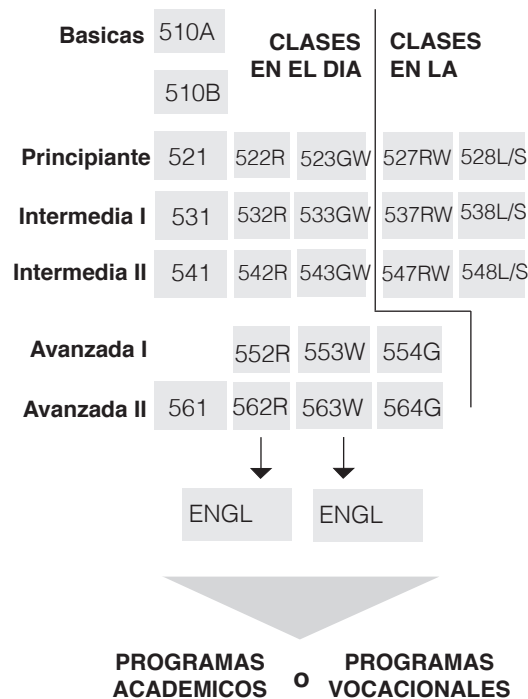 Basicas 510A CLASES EN EL DIA CLASES EN LA
510B
Principiante 521 522R 523GW 527RW 528L/S
Intermedia I 531 532R 533GW 537RW 538L/S
Intermedia II 541 542R 543GW 547RW 548L/S
Avanzada I 552R 553W 554G
Avanzada II 561 562R 563W 564G
ENGL ENGL
PROGRAMAS ACADEMICOS o PROGRAMAS VOCACIONALES